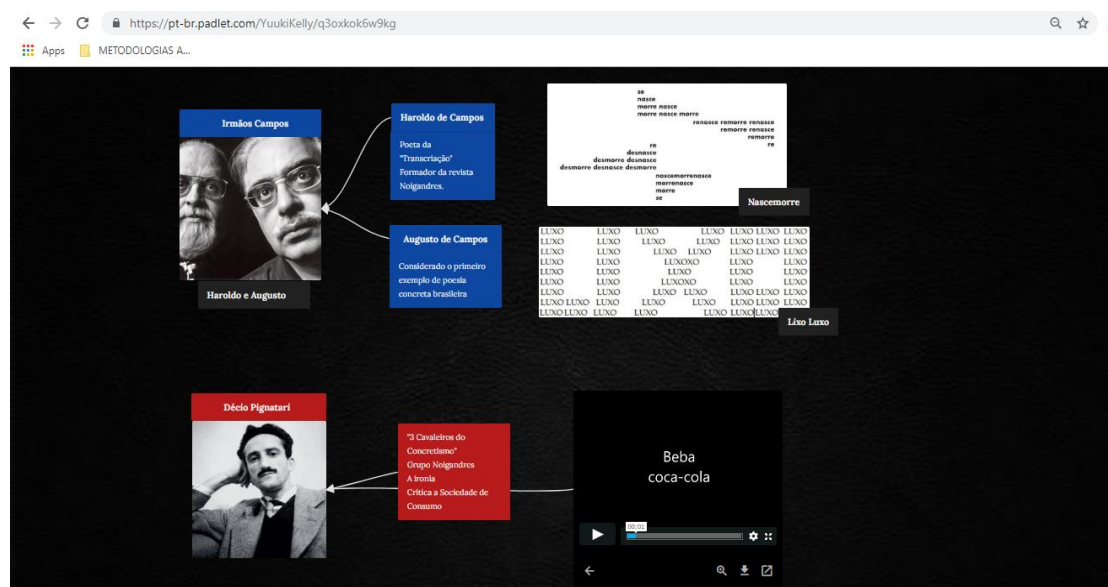 https://pt-br.padlet.com/YuukiKelly/q3oxkok6w9kg
Apps
METODOLOGIAS A...
Irmãos Campos
Haroldo e Augusto
Haroldo de Campos
Poeta da
"Transcriação"
Formador da revista
Noigandres.
Augusto de Campos
Considerado o primeiro
exemplo de poesia
concreta brasileira
se
nasce
morre nasce
morre nasce morre
renasce remorre renasce
remorre renasce
remorre
re
re
desnasce
desmorre desnasce
desmorre desnasce desmorre
nascemorrenasce
morrenasce
morre
se
Nascemorre
LUXO LUXO LUXO LUXO LUXO LUXO LUXO
LUXO LUXO LUXO LUXO LUXO LUXO LUXO
LUXO LUXO LUXO LUXO LUXO LUXO LUXO
LUXO LUXO LUXOXO LUXO LUXO
LUXO LUXO LUXO LUXO LUXO
LUXO LUXO LUXOXO LUXO LUXO
LUXO LUXO LUXO LUXO LUXO LUXO LUXO
LUXO LUXO LUXO LUXO LUXO LUXO LUXO LUXO
LUXO LUXO LUXO LUXO LUXO LUXO LUXO
Lixo Luxo
Décio Pignatari
"3 Cavaleiros do
Concretismo"
Grupo Noigandres
A ironia
Crítica a Sociedade de
Consumo
Beba
coca-cola
00:01